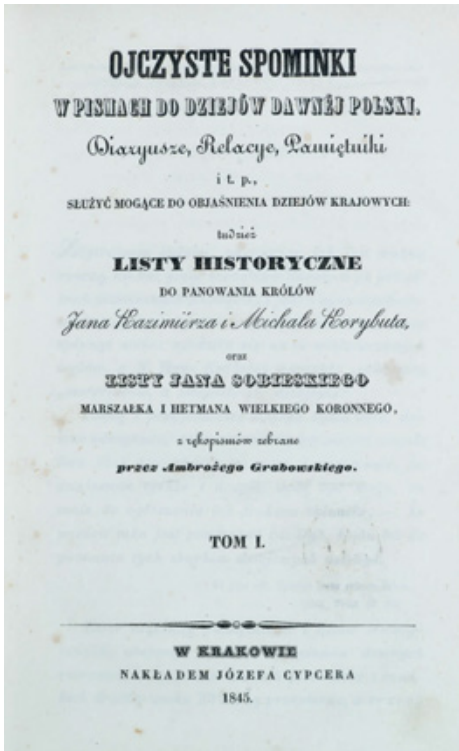 OJCZYSTE SPOMINKI
W PISMACH DO DZIEJÓW DAWNÉJ POLSKI.
Diaryusze, Relacye, Pamiętniki
i t. p.,
SŁUŻYĆ MOGĄCE DO OBJAŚNIENIA DZIEJÓW KRAJOWYCH:
tudzież
LISTY HISTORYCZNE
DO PANOWANIA KRÓLÓW
Jana Kazimiérza i Michała Korybuta,
oraz
LISTY JANA SOBIESKIEGO
MARSZAŁKA I HETMANA WIELKIEGO KORONNEGO,
z rękopismów zebrane
przez Ambrożego Grabowskiego.
TOM I.
W KRAKOWIE
NAKŁADEM JÓZEFA CYPCERA
1845.